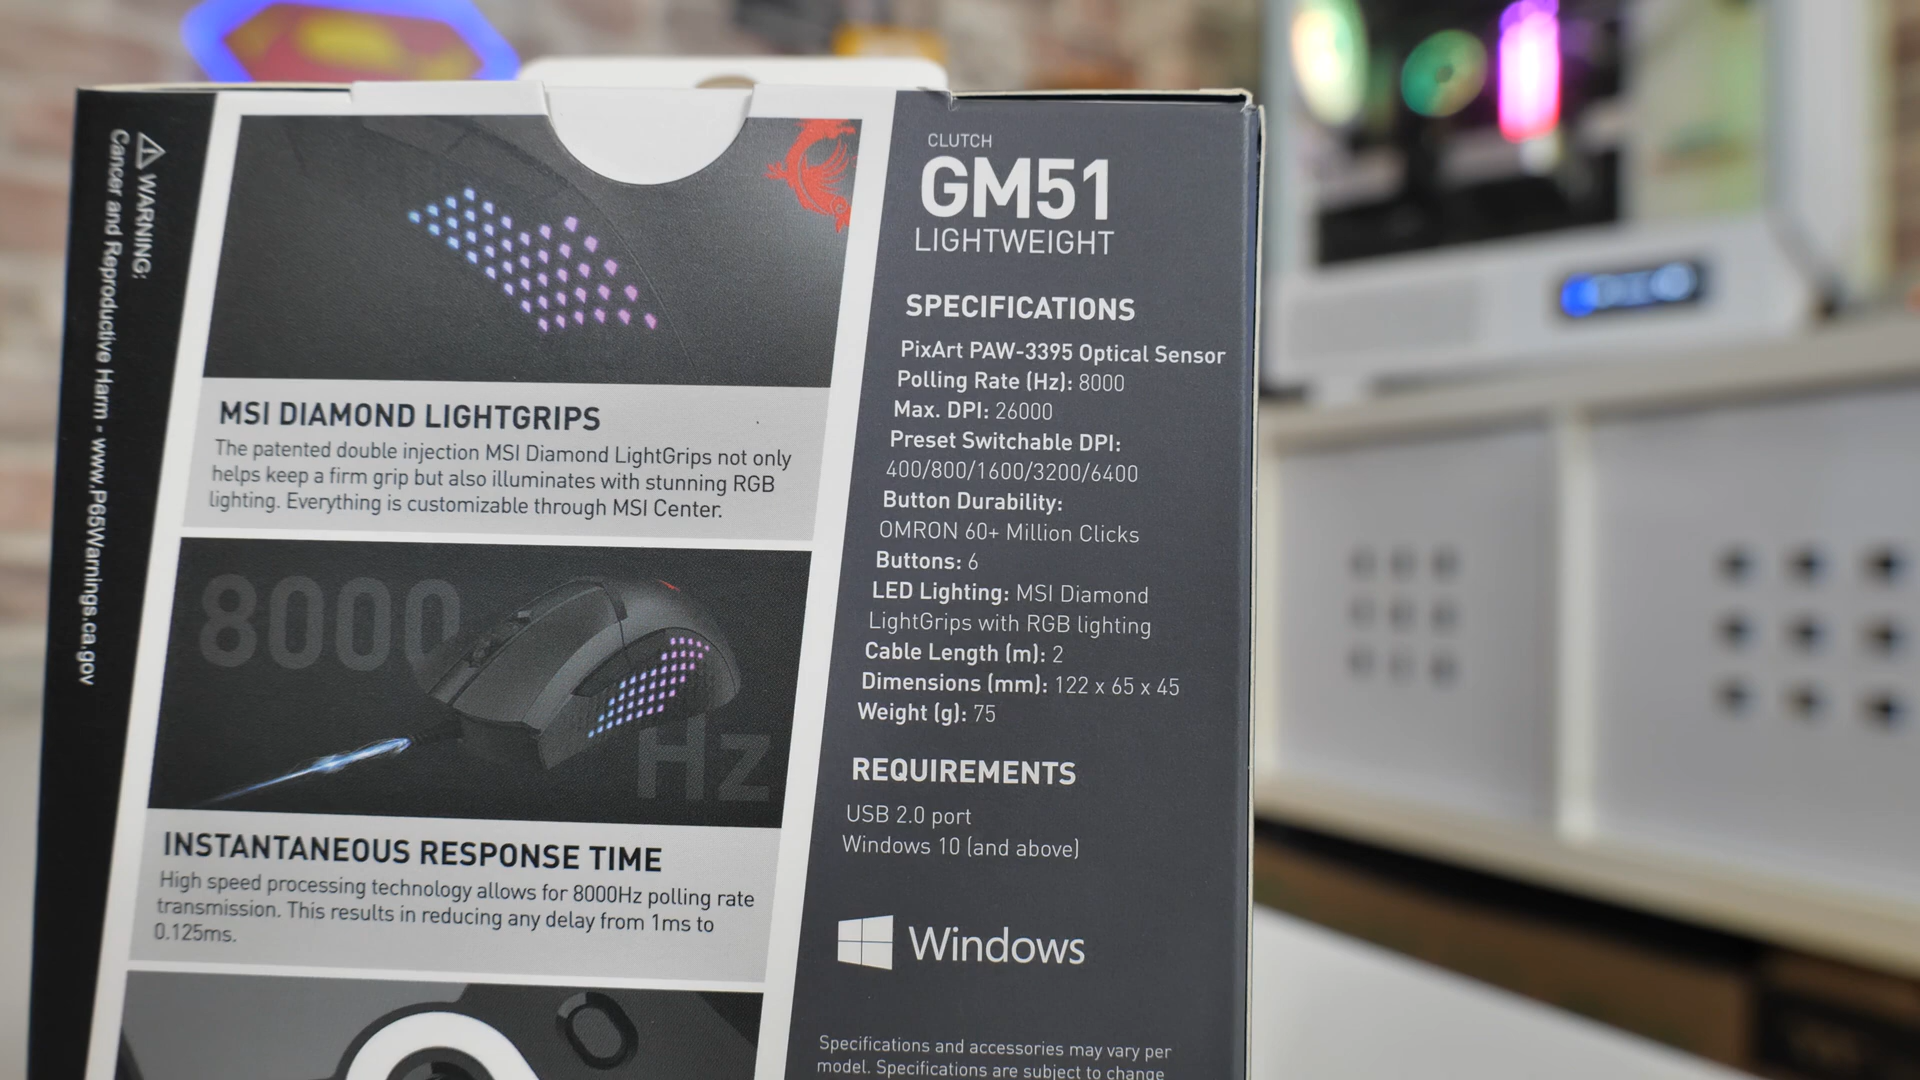 WARNING:
Cancer and Reproductive Harm - www.P65Warnings.ca.gov
MSI DIAMOND LIGHTGRIPS
The patented double injection MSI Diamond LightGrips not only
helps keep a firm grip but also illuminates with stunning RGB
lighting. Everything is customizable through MSI Center.
8000
Hz
INSTANTANEOUS RESPONSE TIME
High speed processing technology allows for 8000Hz polling rate
transmission. This results in reducing any delay from 1ms to
0.125ms.
CLUTCH
GM51
LIGHTWEIGHT
SPECIFICATIONS
PixArt PAW-3395 Optical Sensor
Polling Rate (Hz): 8000
Max. DPI: 26000
Preset Switchable DPI:
400/800/1600/3200/6400
Button Durability:
OMRON 60+ Million Clicks
Buttons: 6
LED Lighting: MSI Diamond
LightGrips with RGB lighting
Cable Length (m): 2
Dimensions (mm): 122 x 65 x 45
Weight (g): 75
REQUIREMENTS
USB 2.0 port
Windows 10 (and above)
Windows
Specifications and accessories may vary per
model. Specifications are subject to change